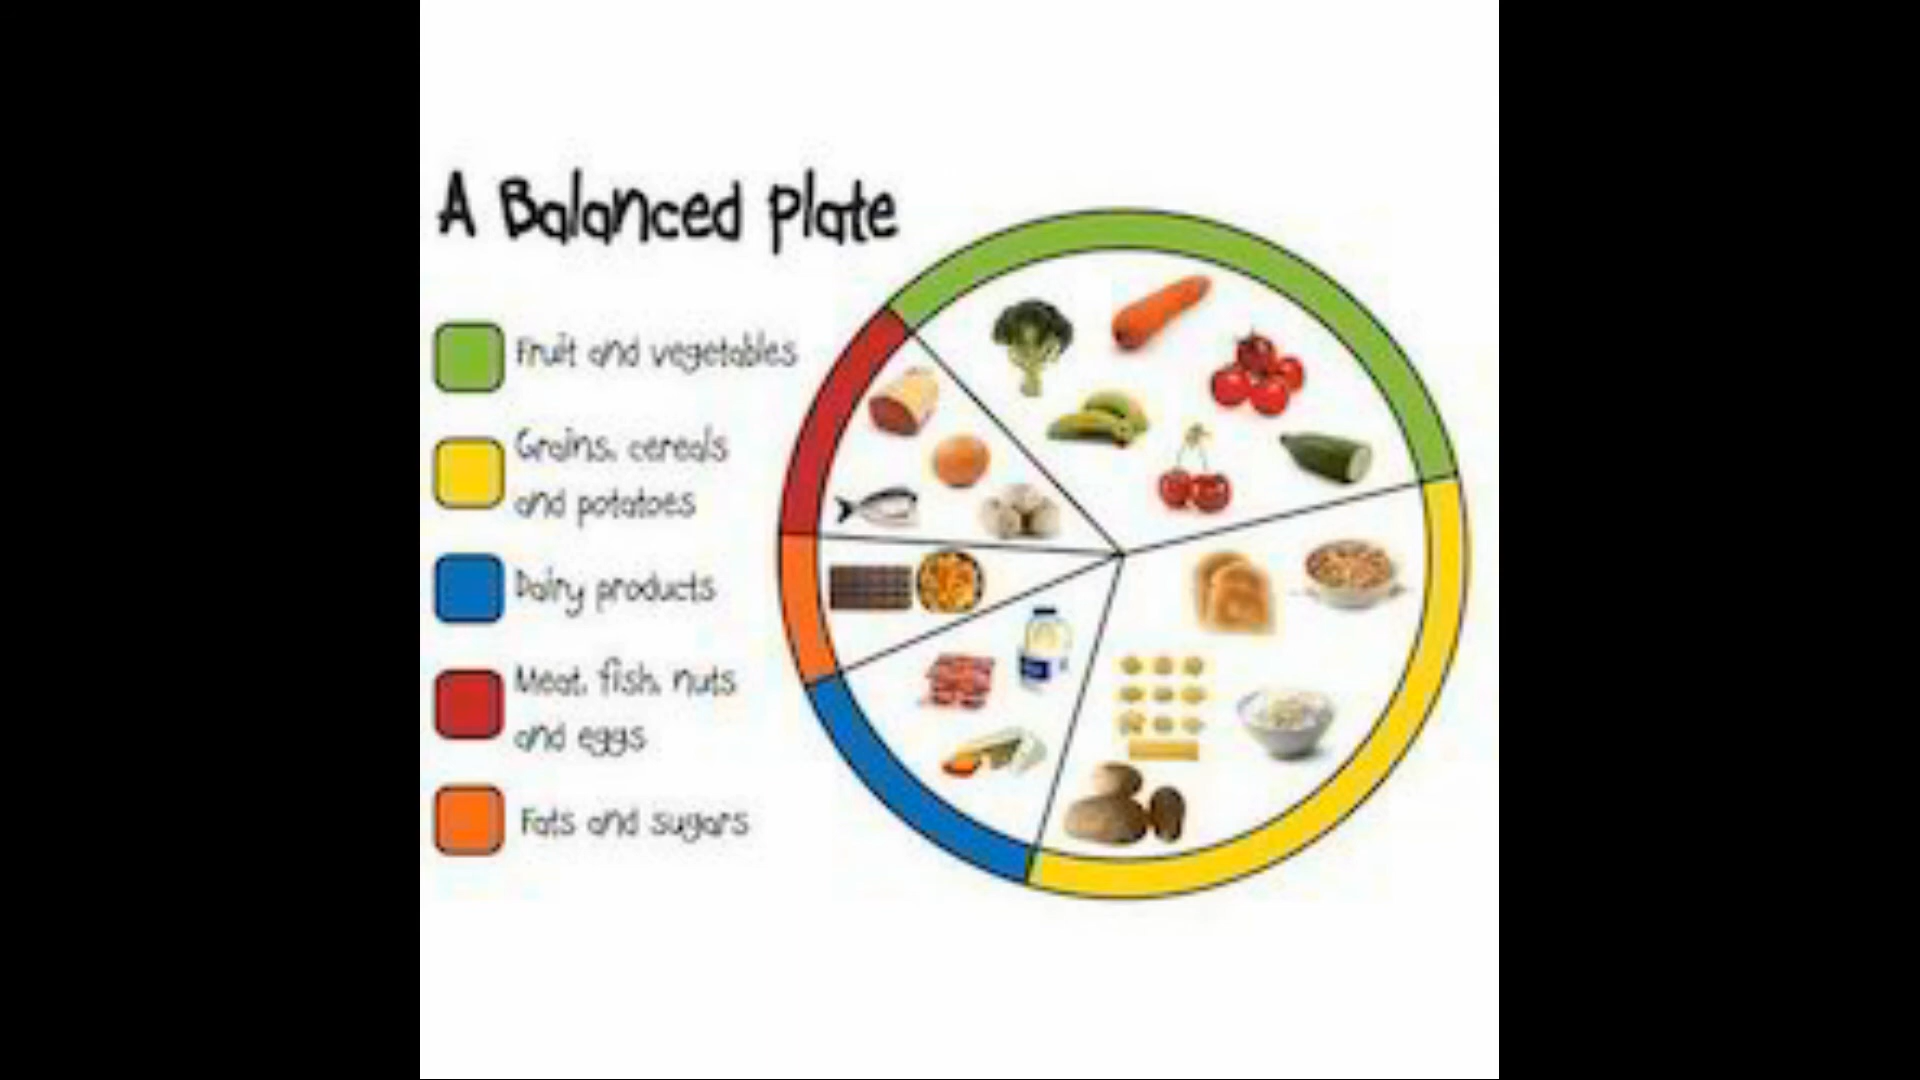 A Balanced Plate
Fruit and vegetables
Grains, cereals
and potatoes
Dairy products
Meat, fish, nuts
and eggs
Fats and sugars